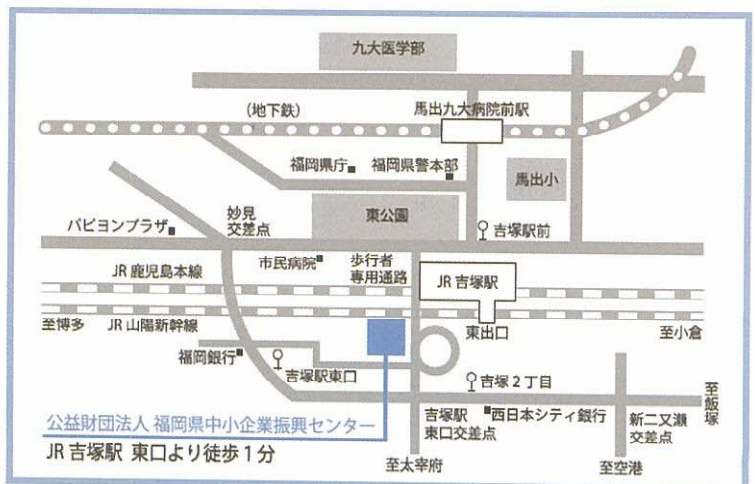 九大医学部
(地下鉄)
馬出九大病院前駅
福岡県庁
福岡県警本部
馬出小
パピヨンプラザ
妙見
交差点
東公園
吉塚駅前
JR 鹿児島本線
市民病院
歩行者
専用通路
JR 吉塚駅
至博多
JR 山陽新幹線
東出口
至小倉
福岡銀行
吉塚駅東口
吉塚2丁目
至飯塚
公益財団法人 福岡県中小企業振興センター
JR 吉塚駅 東口より徒歩1分
吉塚駅
東口交差点
西日本シティ銀行
新二又瀬
交差点
至太宰府
至空港